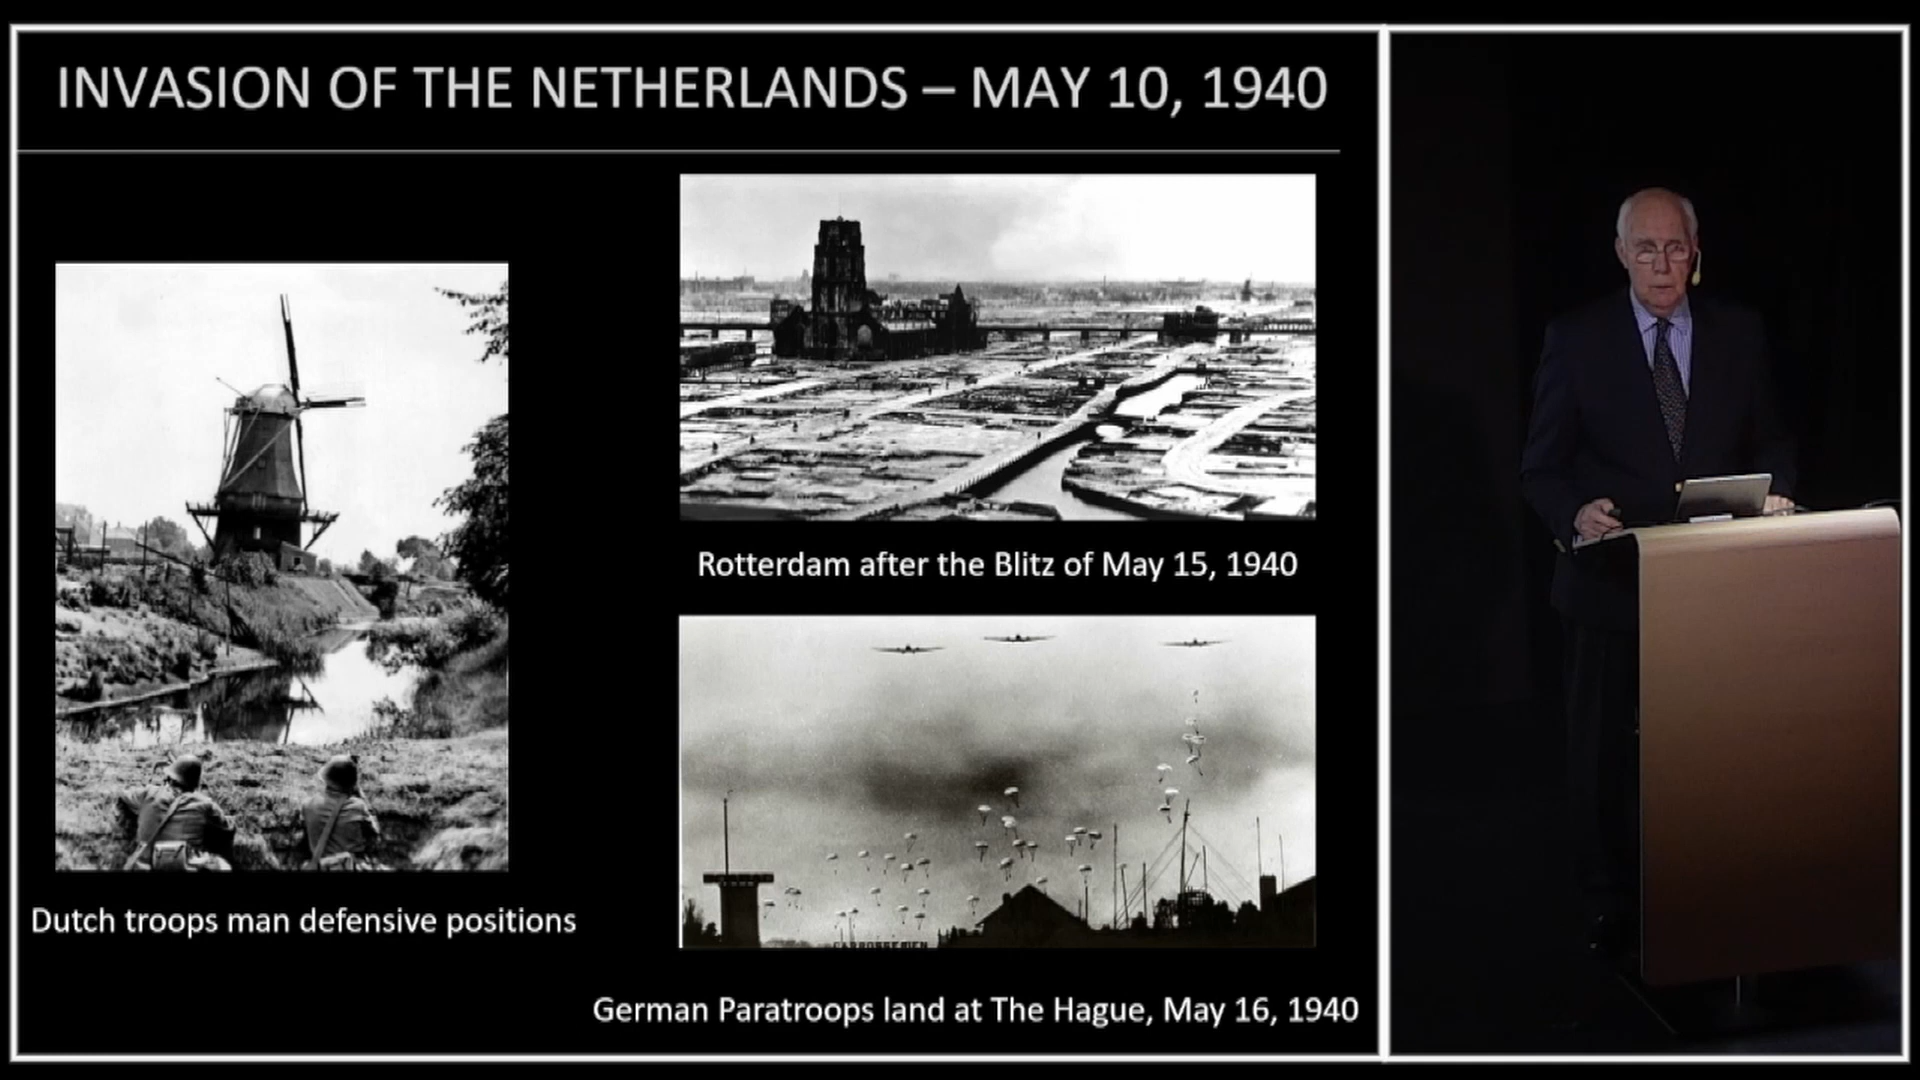 INVASION OF THE NETHERLANDS – MAY 10, 1940
Rotterdam after the Blitz of May 15, 1940
Dutch troops man defensive positions
German Paratroops land at The Hague, May 16, 1940